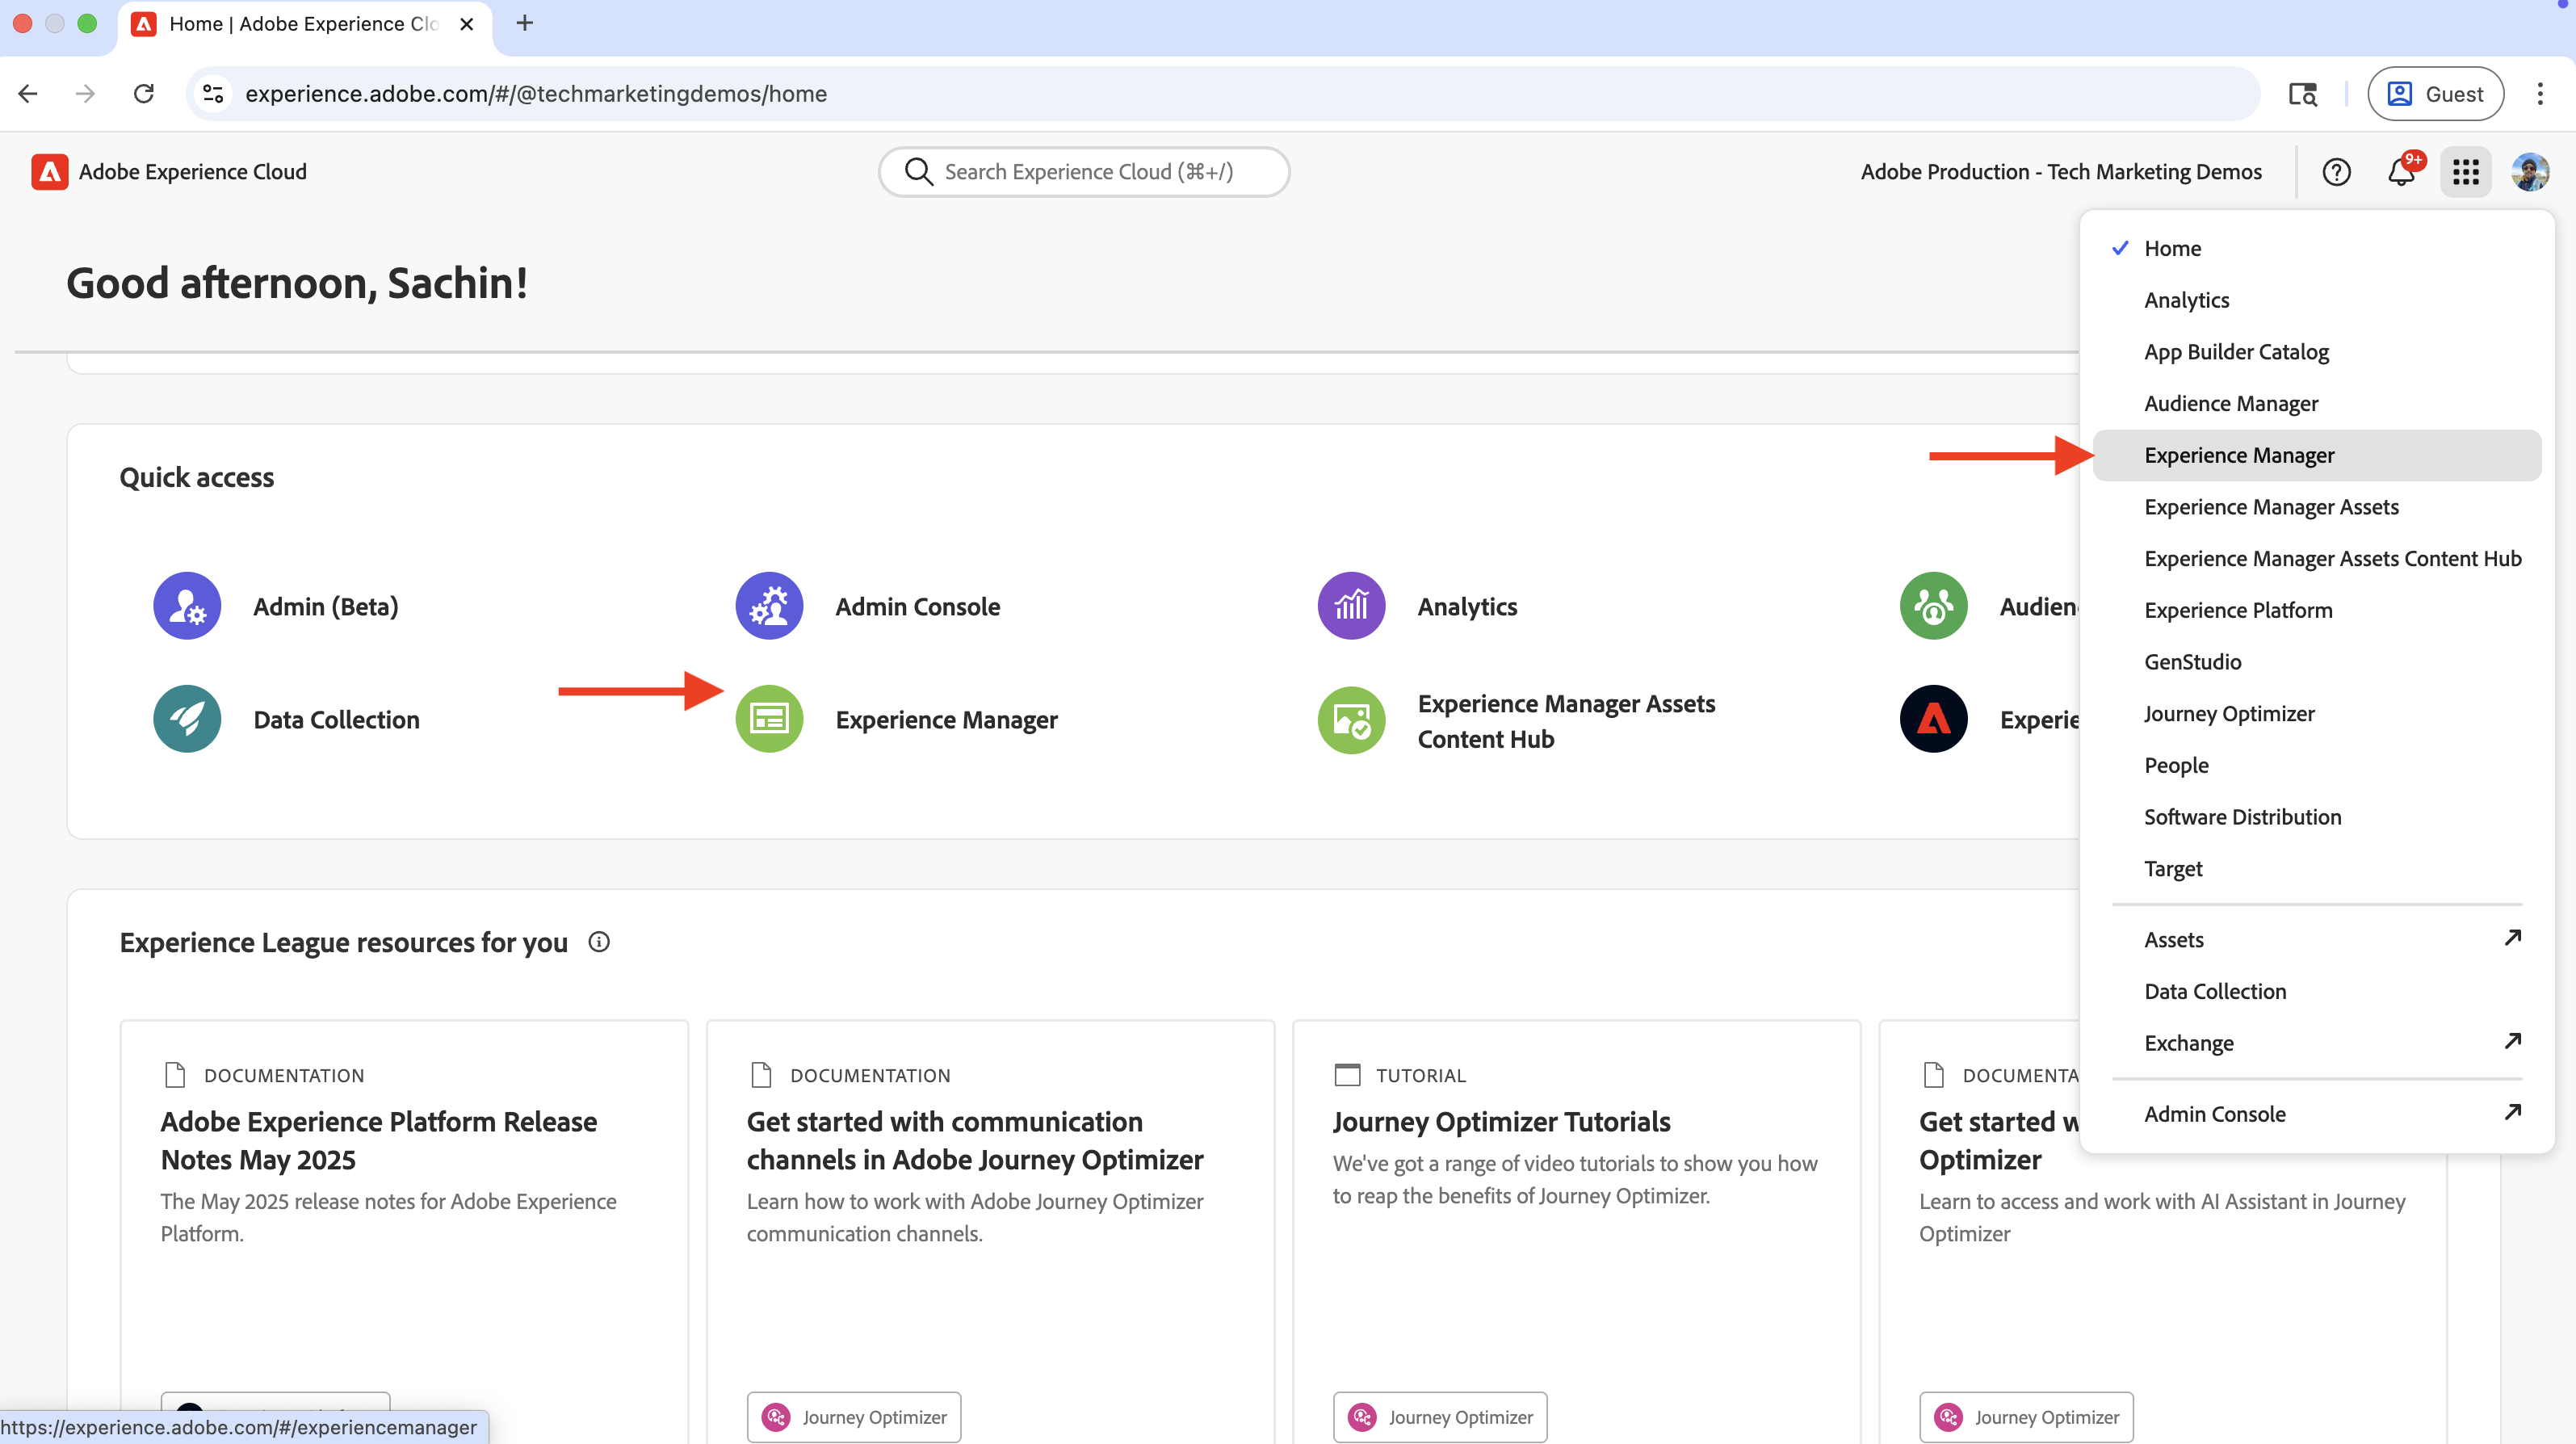 Home | Adobe Experience Clo
experience.adobe.com/#/@techmarketingdemos/home
Guest
Adobe Experience Cloud
Search Experience Cloud (⌘+/)
Adobe Production - Tech Marketing Demos
9+
Good afternoon, Sachin!
Home
Analytics
App Builder Catalog
Audience Manager
Experience Manager
Experience Manager Assets
Experience Manager Assets Content Hub
Experience Platform
GenStudio
Journey Optimizer
People
Software Distribution
Target
Assets
Data Collection
Exchange
Admin Console
Quick access
Admin (Beta)
Admin Console
Analytics
Audien
Data Collection
Experience Manager
Experience Manager Assets
Content Hub
Experie
Experience League resources for you
DOCUMENTATION
Adobe Experience Platform Release
Notes May 2025
The May 2025 release notes for Adobe Experience
Platform.
DOCUMENTATION
Get started with communication
channels in Adobe Journey Optimizer
Learn how to work with Adobe Journey Optimizer
communication channels.
Journey Optimizer
TUTORIAL
Journey Optimizer Tutorials
We've got a range of video tutorials to show you how
to reap the benefits of Journey Optimizer.
Journey Optimizer
DOCUMENTA
Get started w
Optimizer
Learn to access and work with AI Assistant in Journey
Optimizer
Journey Optimizer
https://experience.adobe.com/#/experiencemanager